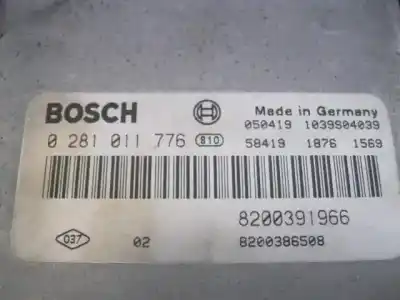 BOSCH Made in Germany
050419 1039S04039
0 281 011 776 810 58419 1876 1569
8200391966
037 02 8200386508